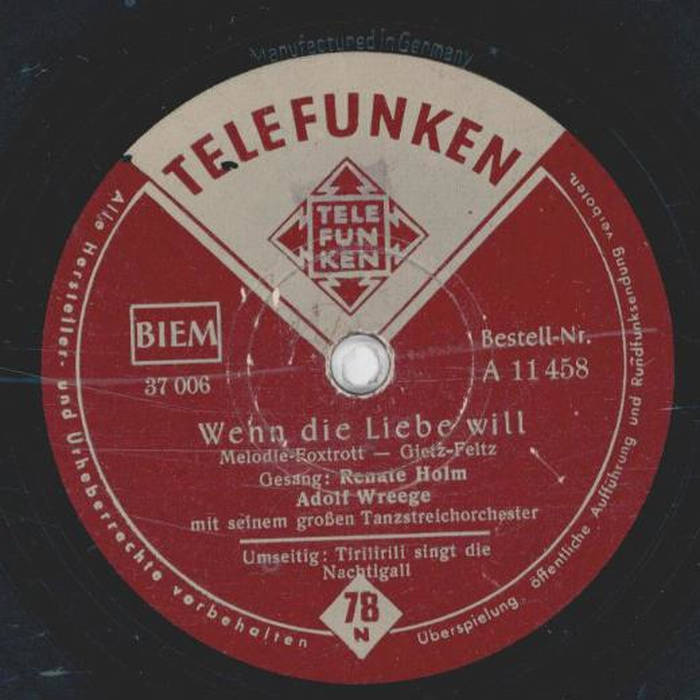 Manufactured in Germany
TELEFUNKEN
TELE
FUN
KEN
BIEM
37 006
Bestell-Nr.
A 11 458
Wenn die Liebe will
Melodie-Foxtrott — Gietz-Feltz
Gesang: Renate Holm
Adolf Wreege
mit seinem großen Tanzstreichorchester
Umseitig: Tirilirili singt die
Nachtigall
78
N
Alle Hersteller- und Urheberrechte vorbehalten
Überspielung, öffentliche Aufführung und Rundfunksendung verboten.